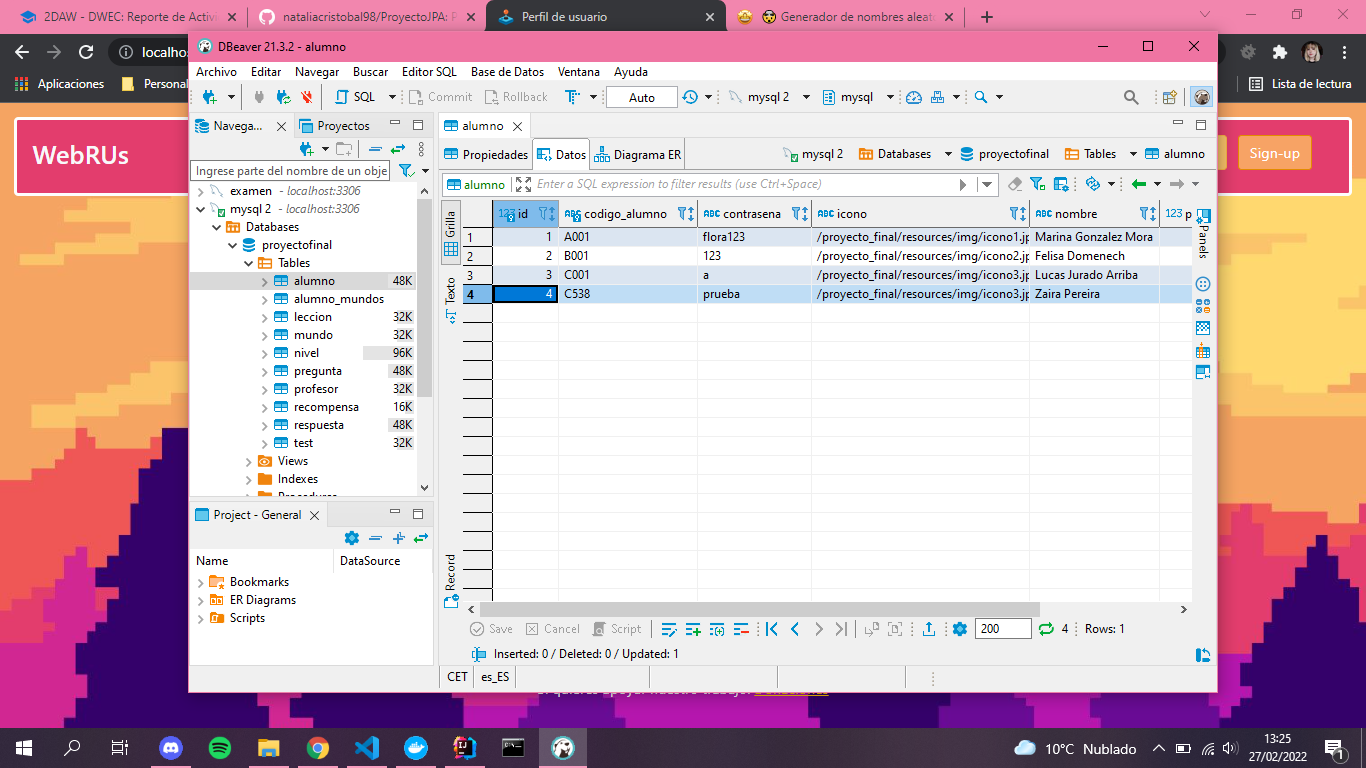 2DAW - DWEC: Reporte de Activi
nataliacristobal98/ProyectoJPA: P
Perfil de usuario
Generador de nombres aleat
localho
Aplicaciones
Personal
Lista de lectura
WebRUs
Sign-up
DBeaver 21.3.2 - alumno
Archivo Editar Navegar Buscar Editor SQL Base de Datos Ventana Ayuda
SQL Commit Rollback Auto mysql 2 mysql
Navega... Proyectos
Ingrese parte del nombre de un obje
examen - localhost:3306
mysql 2 - localhost:3306
Databases
proyectofinal
Tables
alumno 48K
alumno_mundos
leccion 32K
mundo 32K
nivel 96K
pregunta 48K
profesor 32K
recompensa 16K
respuesta 48K
test 32K
Views
Indexes
Project - General
Name DataSource
Bookmarks
ER Diagrams
Scripts
alumno
Propiedades Datos Diagrama ER mysql 2 Databases proyectofinal Tables alumno
alumno Enter a SQL expression to filter results (use Ctrl+Space)
Grilla
Texto
Record
Panels
123 id ABC codigo_alumno ABC contrasena ABC icono ABC nombre 123 p
1 1 A001 flora123 /proyecto_final/resources/img/icono1.jp Marina Gonzalez Mora
2 2 B001 123 /proyecto_final/resources/img/icono2.jp Felisa Domenech
3 3 C001 a /proyecto_final/resources/img/icono3.jp Lucas Jurado Arriba
4 4 C538 prueba /proyecto_final/resources/img/icono3.jp Zaira Pereira
Save Cancel Script 200 4 Rows: 1
Inserted: 0 / Deleted: 0 / Updated: 1
CET es_ES
10°C Nublado
13:25
27/02/2022
1